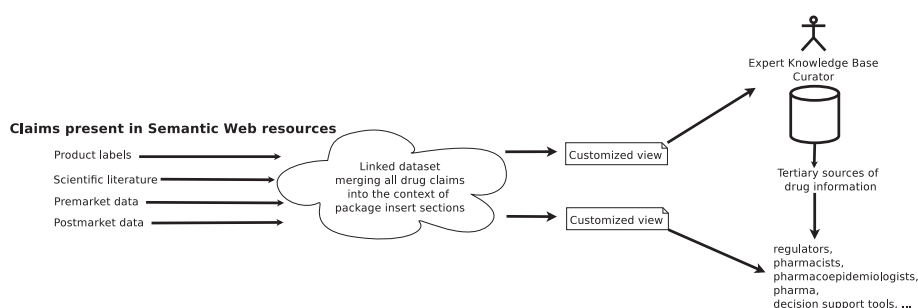 Claims present in Semantic Web resources
Product labels
Scientific literature
Premarket data
Postmarket data
Linked dataset
merging all drug claims
into the context of
package insert sections
Customized view
Customized view
Expert Knowledge Base
Curator
Tertiary sources of
drug information
regulators,
pharmacists,
pharmacoepidemiologists,
pharma,
decision support tools, ...